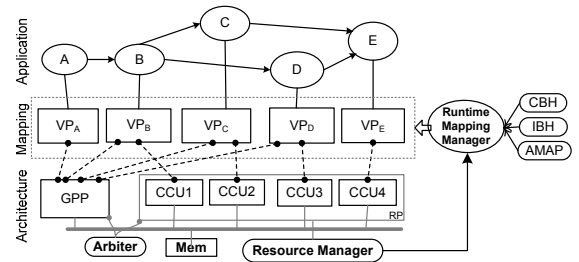 Application
A
B
C
D
E
Mapping
VPA
VPB
VPC
VPD
VPE
Runtime
Mapping
Manager
CBH
IBH
AMAP
Architecture
GPP
CCU1
CCU2
CCU3
CCU4
RP
Arbiter
Mem
Resource Manager